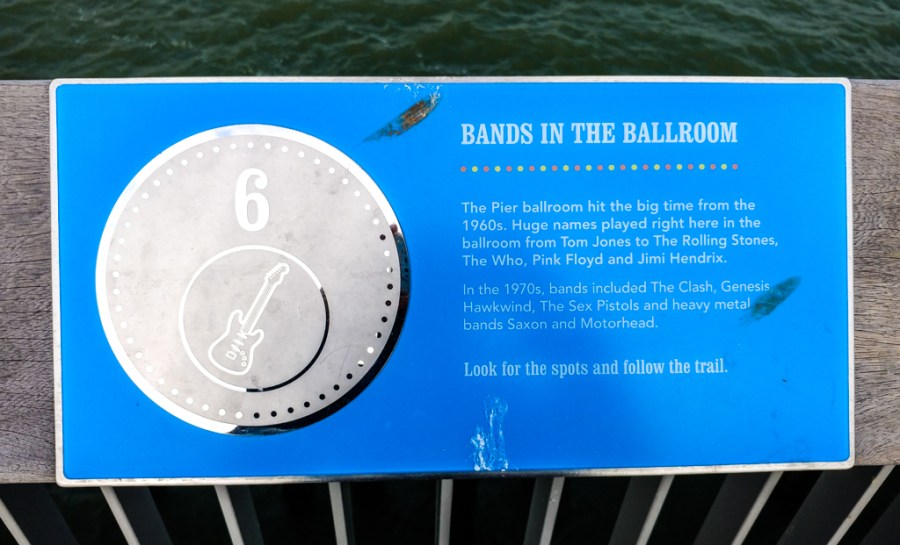 6
BANDS IN THE BALLROOM
The Pier ballroom hit the big time from the
1960s. Huge names played right here in the
ballroom from Tom Jones to The Rolling Stones,
The Who, Pink Floyd and Jimi Hendrix.
In the 1970s, bands included The Clash, Genesis
Hawkwind, The Sex Pistols and heavy metal
bands Saxon and Motorhead.
Look for the spots and follow the trail.